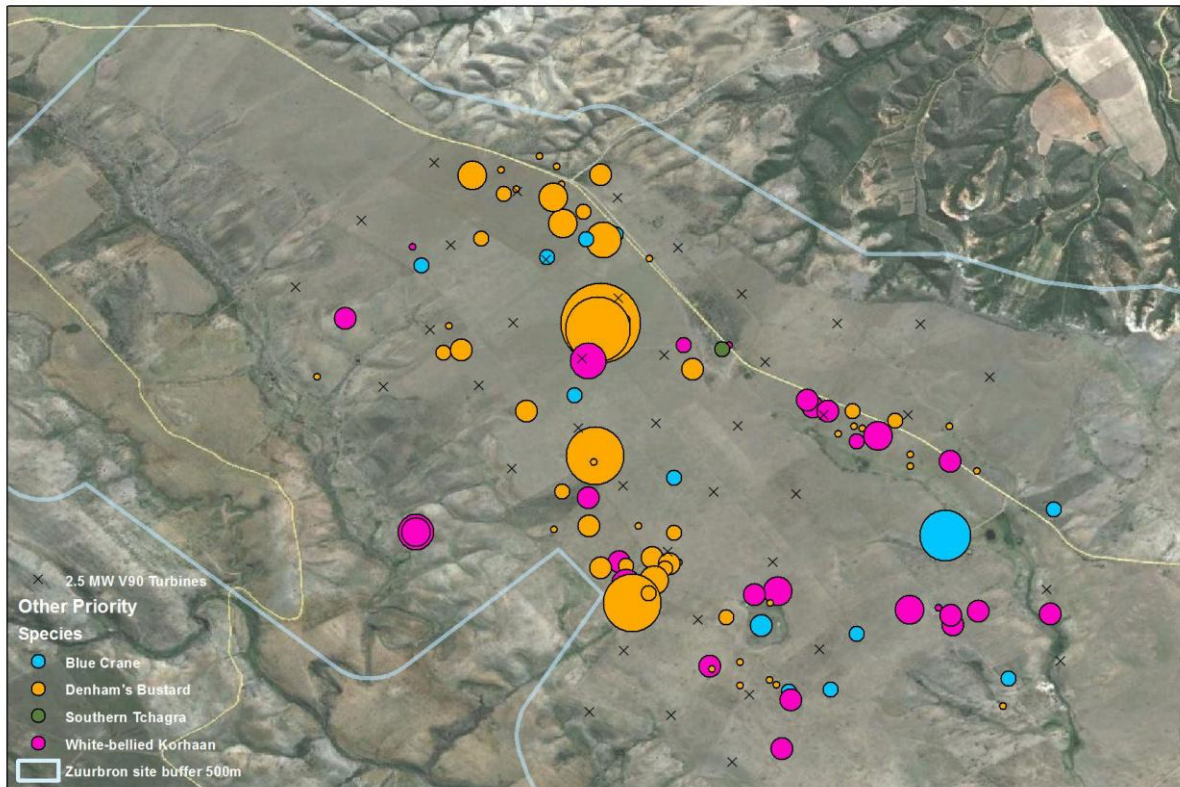 2.5 MW V90 Turbines
Other Priority
Species
Blue Crane
Denham's Bustard
Southern Tchagra
White-bellied Korhaan
Zuurbron site buffer 500m